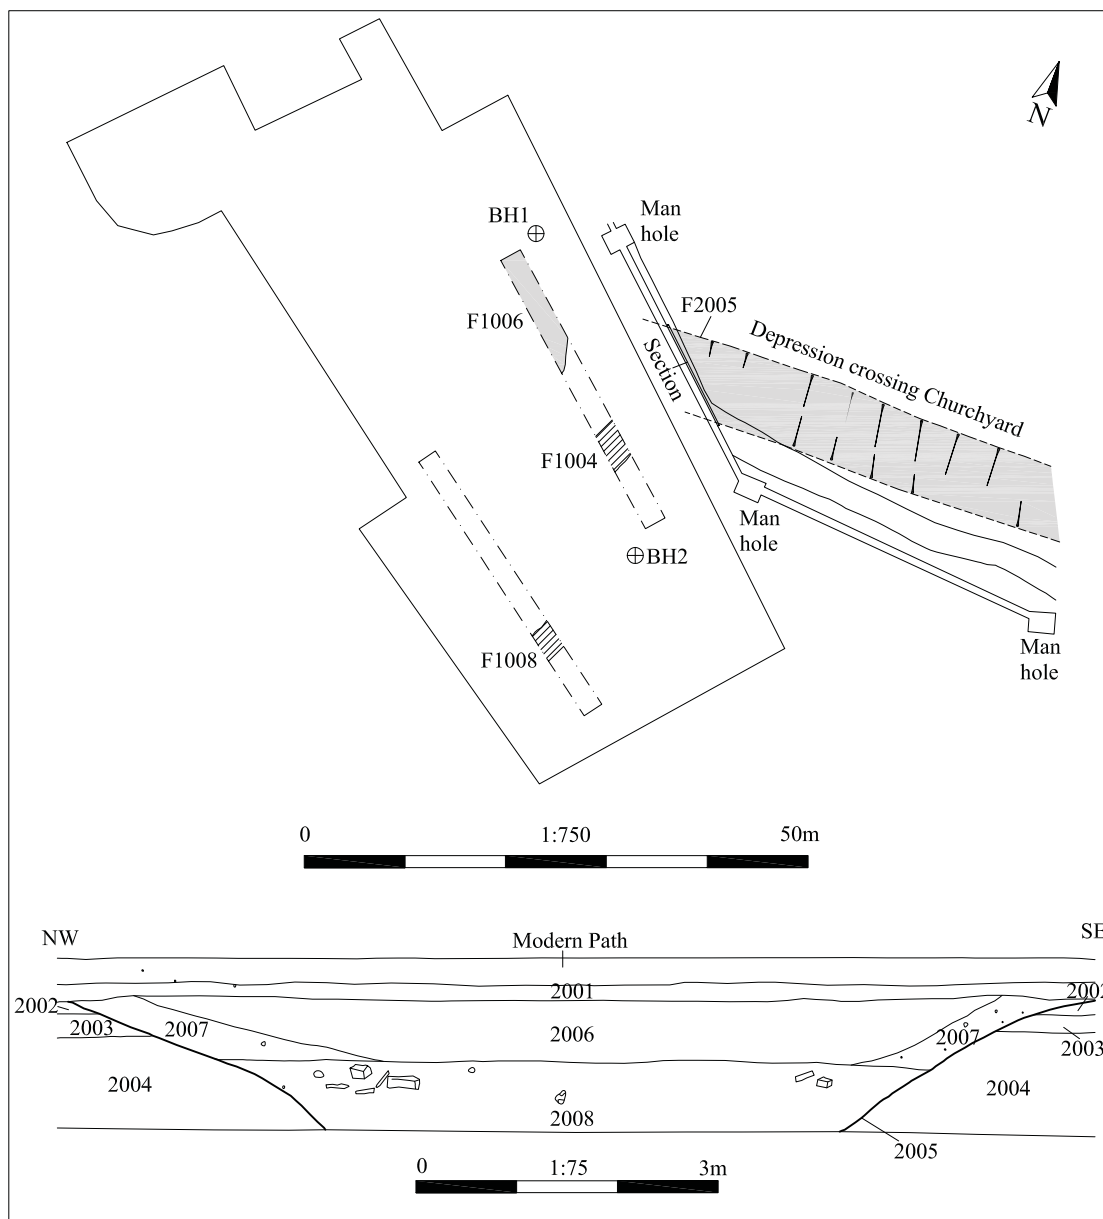 N
BH1
Man
hole
F1006
F2005
Section
Depression crossing Churchyard
F1004
Man
hole
BH2
F1008
Man
hole
0 1:750 50m
NW
Modern Path
SE
2001
2002
2002
2003
2007
2006
2007
2003
2004
2004
2008
2005
0 1:75 3m